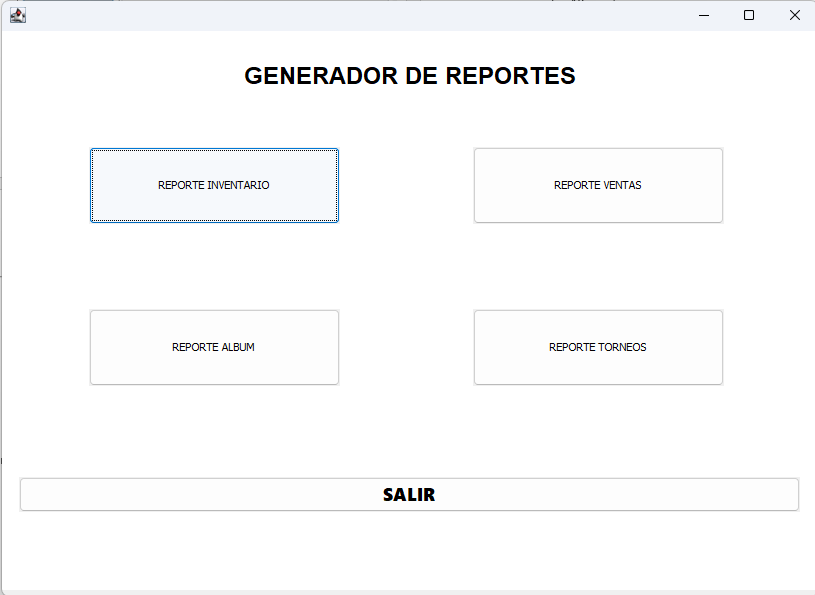 GENERADOR DE REPORTES
REPORTE INVENTARIO
REPORTE VENTAS
REPORTE ALBUM
REPORTE TORNEOS
SALIR